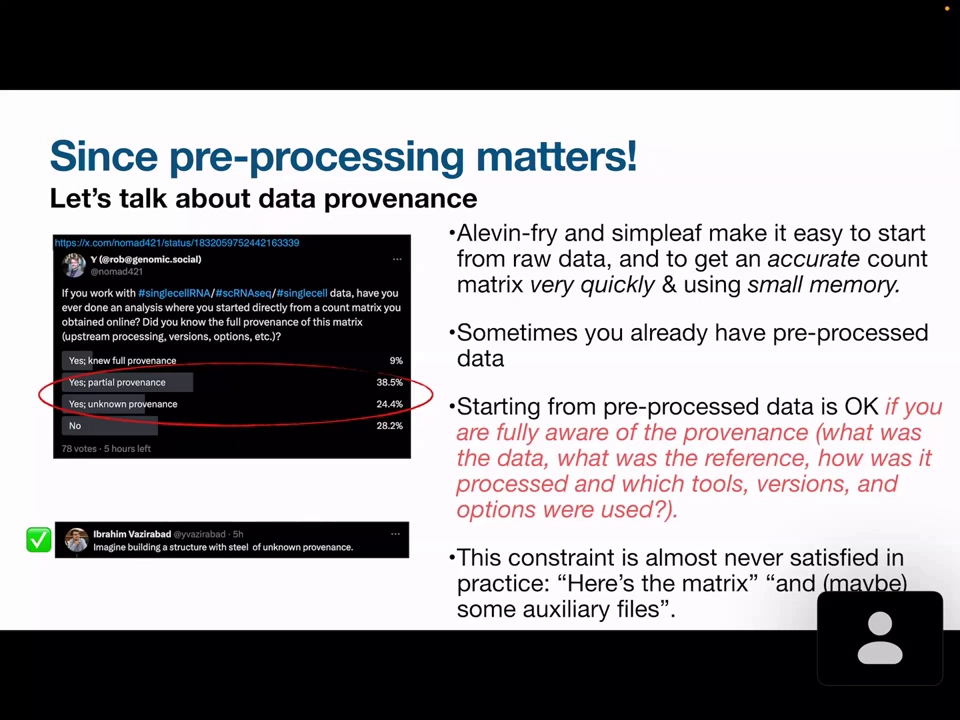 Since pre-processing matters!
Let's talk about data provenance
https://x.com/nomad421/status/1832059752442163339
Y (@rob@genomic.social)
@nomad421
If you work with #singlecellRNA/#scRNAseq/#singlecell data, have you
ever done an analysis where you started directly from a count matrix you
obtained online? Did you know the full provenance of this matrix
(upstream processing, versions, options, etc.)?
Yes; knew full provenance 9%
Yes; partial provenance 38.5%
Yes; unknown provenance 24.4%
No 28.2%
78 votes · 5 hours left
Ibrahim Vazirabad @yvazirabad · 5h
Imagine building a structure with steel of unknown provenance.
•Alevin-fry and simpleaf make it easy to start
from raw data, and to get an accurate count
matrix very quickly & using small memory.
•Sometimes you already have pre-processed
data
•Starting from pre-processed data is OK if you
are fully aware of the provenance (what was
the data, what was the reference, how was it
processed and which tools, versions, and
options were used?).
•This constraint is almost never satisfied in
practice: “Here’s the matrix” “and (maybe)
some auxiliary files”.